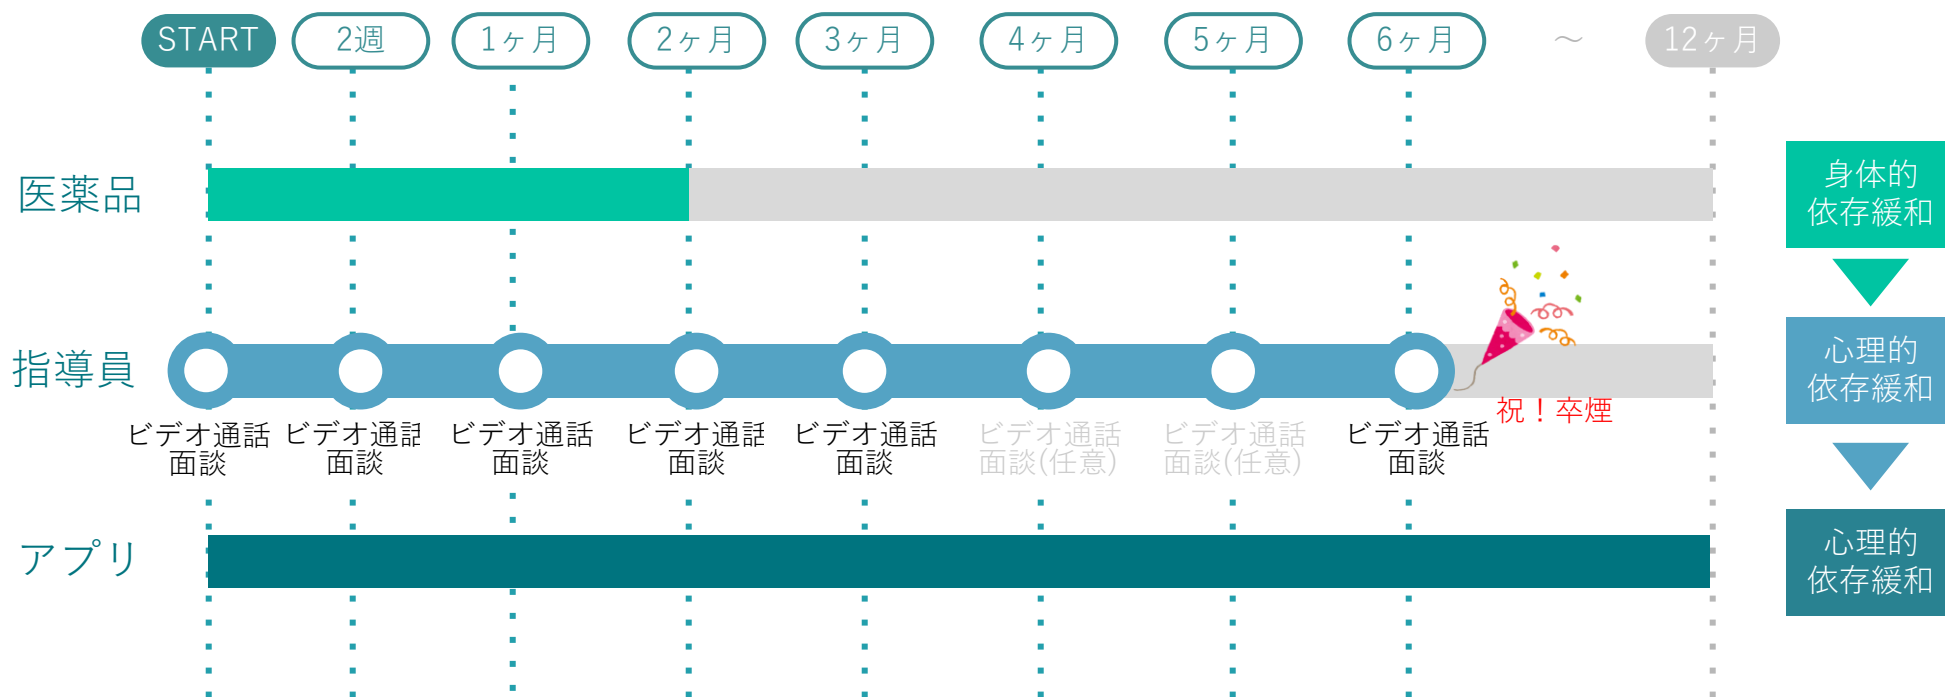 START
2週
1ヶ月
2ヶ月
3ヶ月
4ヶ月
5ヶ月
6ヶ月
～
12ヶ月
医薬品
身体的
依存緩和
指導員
心理的
依存緩和
祝！卒煙
ビデオ通話
面談
ビデオ通話
面談
ビデオ通話
面談
ビデオ通話
面談
ビデオ通話
面談
ビデオ通話
面談(任意)
ビデオ通話
面談(任意)
ビデオ通話
面談
アプリ
心理的
依存緩和